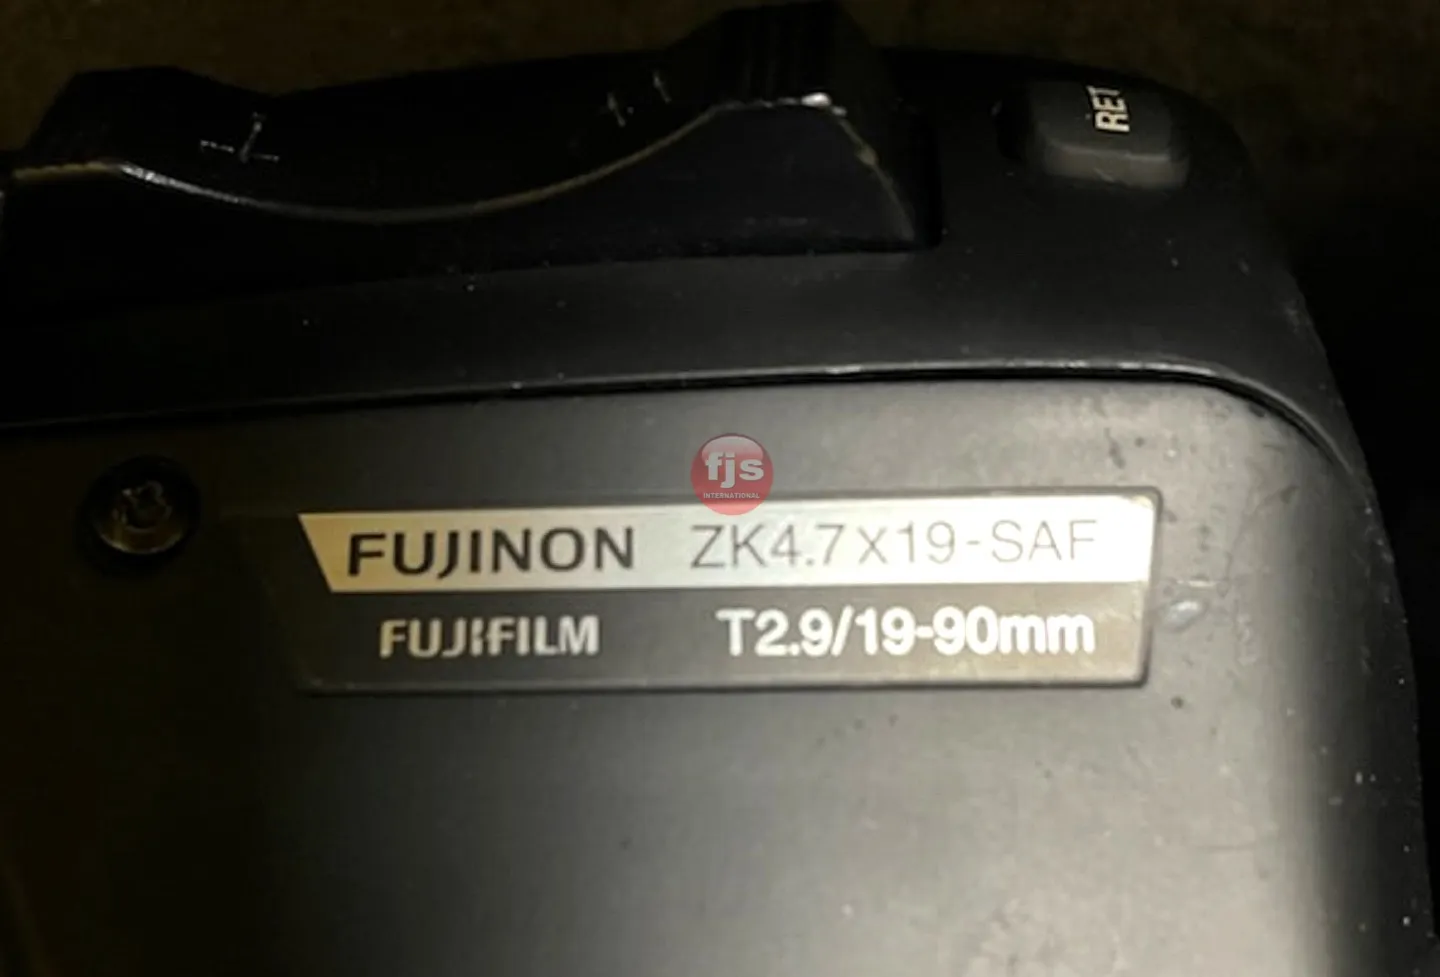 RET
fjs
INTERNATIONAL
FUJINON ZK4.7x19-SAF
FUJIFILM T2.9/19-90mm